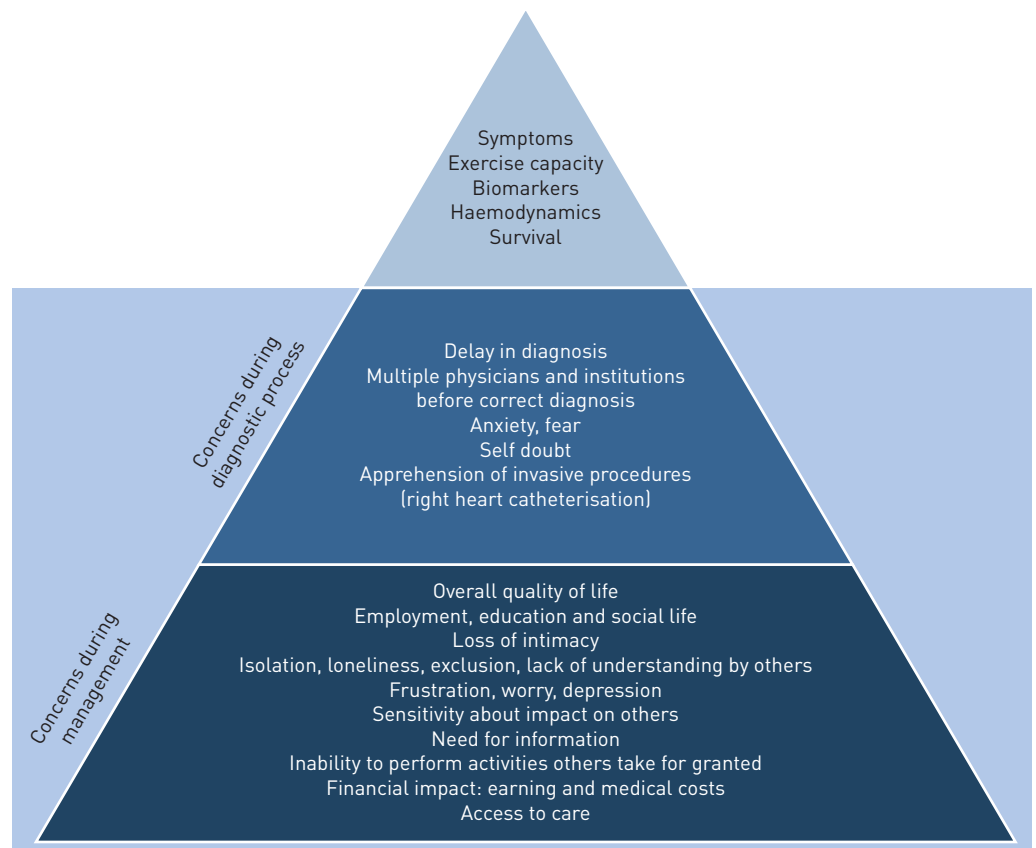 Symptoms
Exercise capacity
Biomarkers
Haemodynamics
Survival
Concerns during
diagnostic process
Delay in diagnosis
Multiple physicians and institutions
before correct diagnosis
Anxiety, fear
Self doubt
Apprehension of invasive procedures
(right heart catheterisation)
Concerns during
management
Overall quality of life
Employment, education and social life
Loss of intimacy
Isolation, loneliness, exclusion, lack of understanding by others
Frustration, worry, depression
Sensitivity about impact on others
Need for information
Inability to perform activities others take for granted
Financial impact: earning and medical costs
Access to care